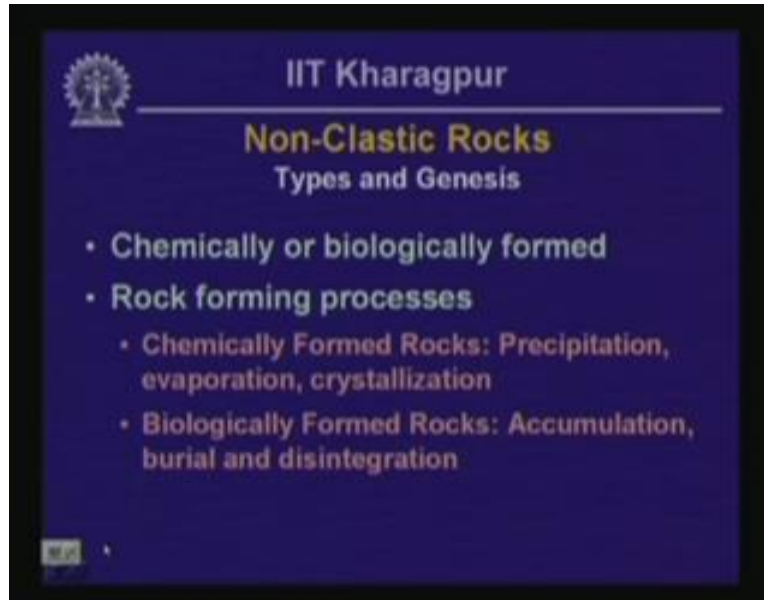 IIT Kharagpur
Non-Clastic Rocks
Types and Genesis
• Chemically or biologically formed
• Rock forming processes
• Chemically Formed Rocks: Precipitation,
evaporation, crystallization
• Biologically Formed Rocks: Accumulation,
burial and disintegration